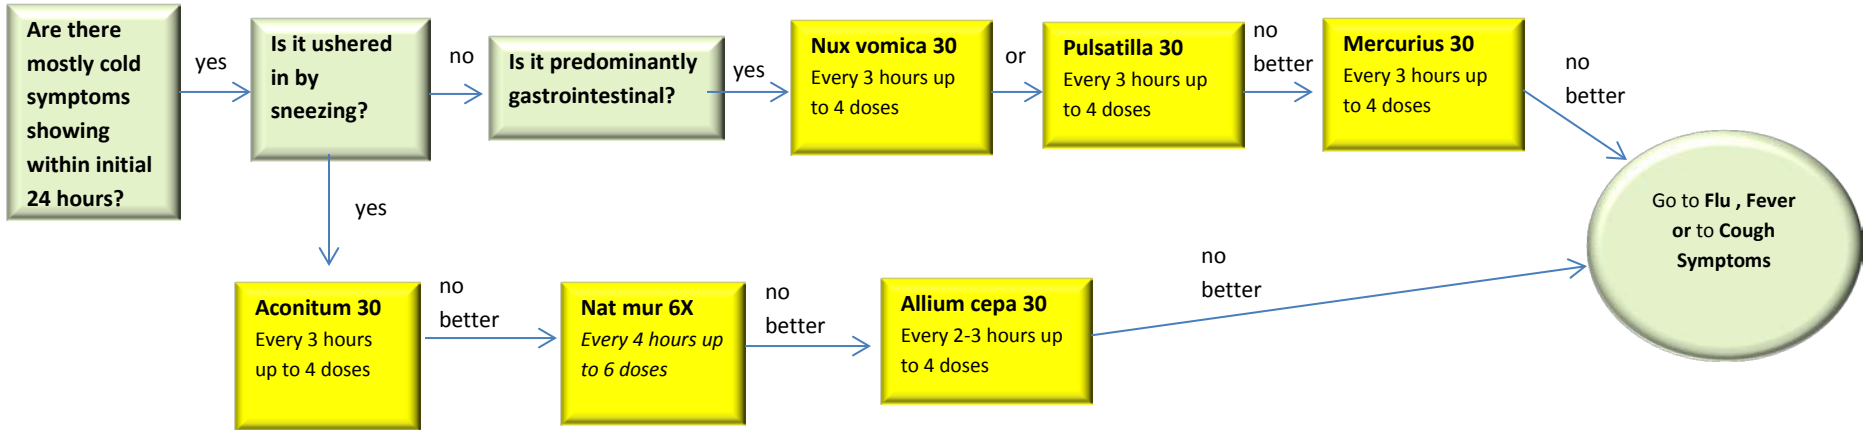 Are there
mostly cold
symptoms
showing
within initial
24 hours?
yes
Is it ushered
in by
sneezing?
no
Is it predominantly
gastrointestinal?
yes
Nux vomica 30
Every 3 hours up
to 4 doses
or
Pulsatilla 30
Every 3 hours up
to 4 doses
no
better
Mercurius 30
Every 3 hours up
to 4 doses
no
better
Go to Flu , Fever
or to Cough
Symptoms
yes
Aconitum 30
Every 3 hours
up to 4 doses
no
better
Nat mur 6X
Every 4 hours up
to 6 doses
no
better
Allium cepa 30
Every 2-3 hours up
to 4 doses
no
better